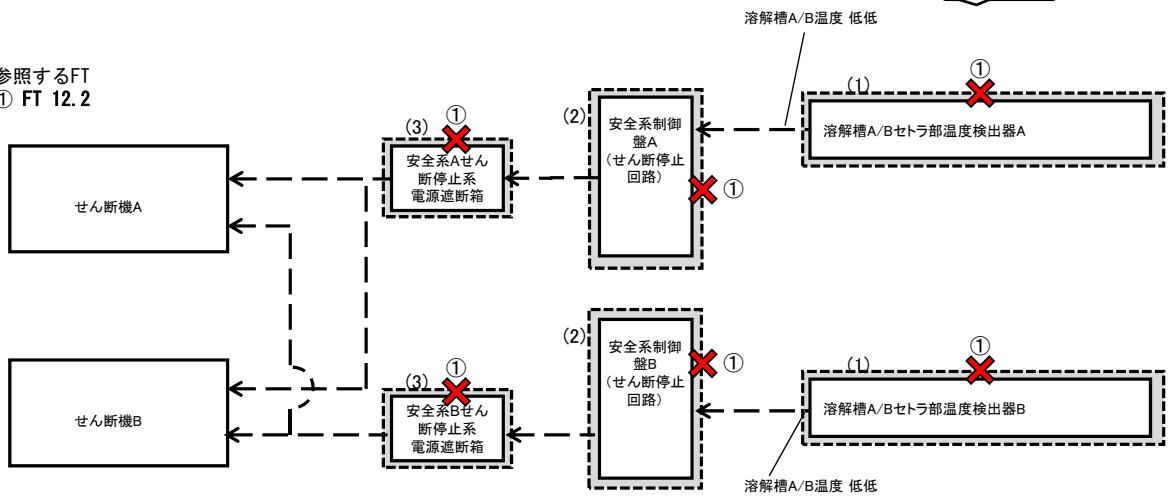 溶解槽A/B温度 低低
参照するFT
① FT 12.2
(1)
①
溶解槽A/Bセトラ部温度検出器A
(2)
安全系制御
盤A
(せん断停止
回路)
①
(3)
①
安全系Aせん
断停止系
電源遮断箱
せん断機A
(1)
①
溶解槽A/Bセトラ部温度検出器B
(2)
安全系制御
盤B
(せん断停止
回路)
①
(3)
①
安全系Bせん
断停止系
電源遮断箱
せん断機B
溶解槽A/B温度 低低